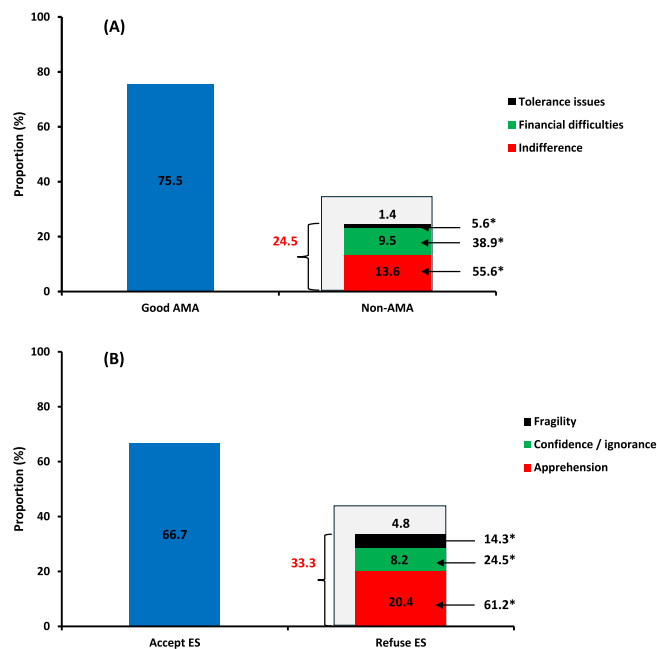 (A)
Proportion (%)
100
80
60
40
20
0
75.5
24.5
1.4
9.5
13.6
5.6*
38.9*
55.6*
Good AMA
Non-AMA
Tolerance issues
Financial difficulties
Indifference
(B)
Proportion (%)
100
80
60
40
20
0
66.7
33.3
4.8
8.2
20.4
14.3*
24.5*
61.2*
Accept ES
Refuse ES
Fragility
Confidence / ignorance
Apprehension